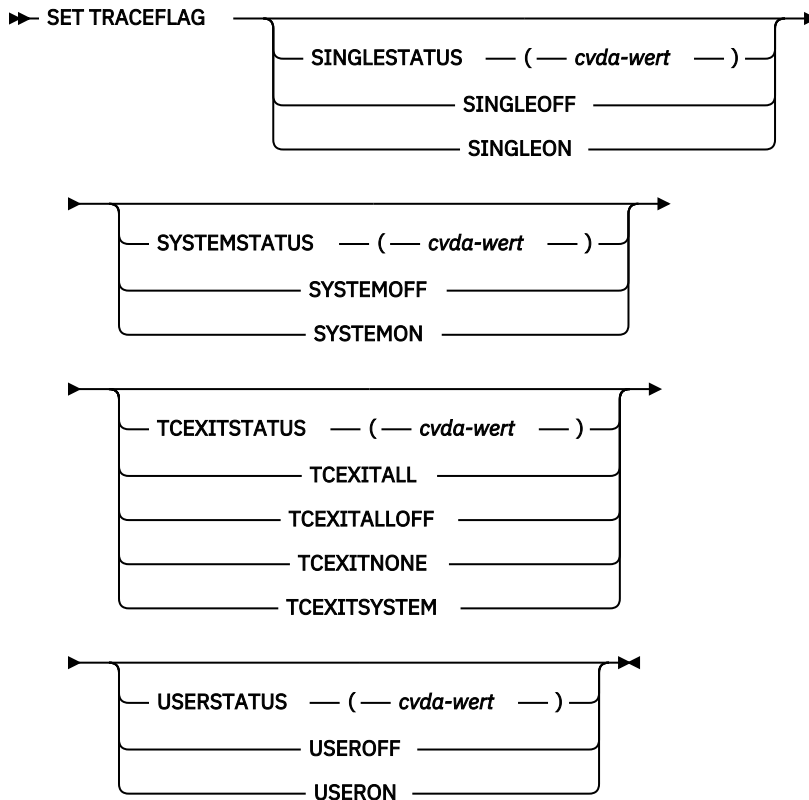 SET TRACEFLAG
SINGLESTATUS ( cvda-wert )
SINGLEOFF
SINGLEON
SYSTEMSTATUS ( cvda-wert )
SYSTEMOFF
SYSTEMON
TCEXITSTATUS ( cvda-wert )
TCEXITALL
TCEXITALLOFF
TCEXITNONE
TCEXITSYSTEM
USERSTATUS ( cvda-wert )
USEROFF
USERON